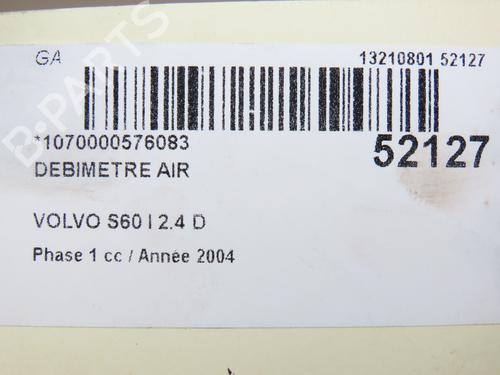 GA
13210801 52127
*1070000576083
52127
DEBIMETRE AIR
VOLVO S60 I 2.4 D
Phase 1 cc / Année 2004
B-PARTS